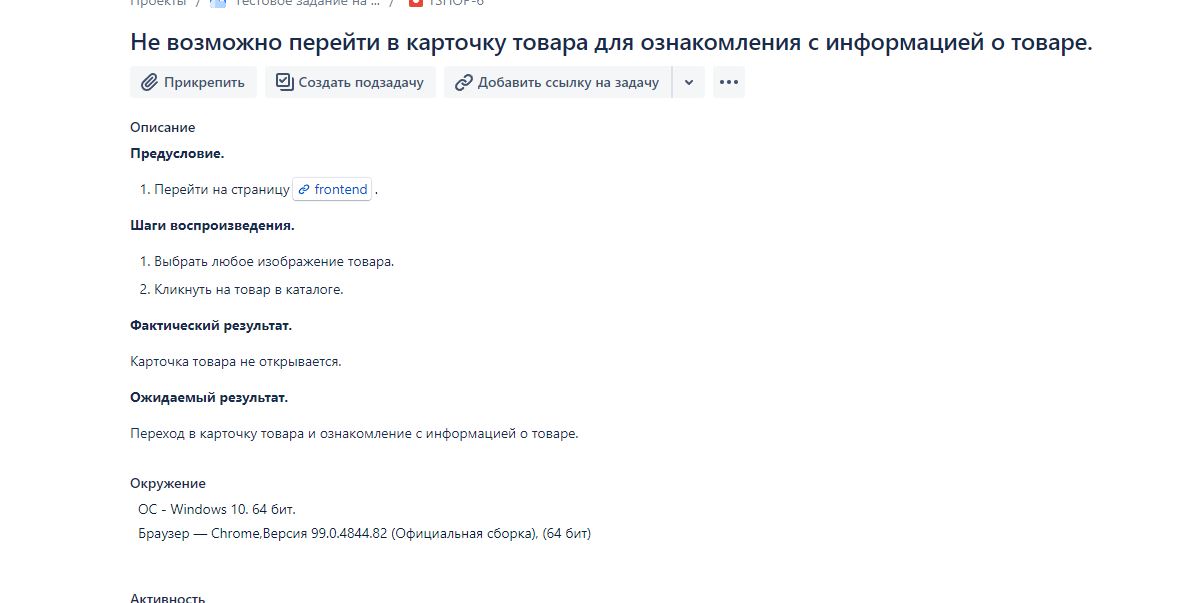 Проекты / Тестовое задание на ... / TSHOP-6
Не возможно перейти в карточку товара для ознакомления с информацией о товаре.
Прикрепить Создать подзадачу Добавить ссылку на задачу
Описание
Предусловие.
1. Перейти на страницу frontend .
Шаги воспроизведения.
1. Выбрать любое изображение товара.
2. Кликнуть на товар в каталоге.
Фактический результат.
Карточка товара не открывается.
Ожидаемый результат.
Переход в карточку товара и ознакомление с информацией о товаре.
Окружение
ОС - Windows 10. 64 бит.
Браузер — Chrome,Версия 99.0.4844.82 (Официальная сборка), (64 бит)
Активность